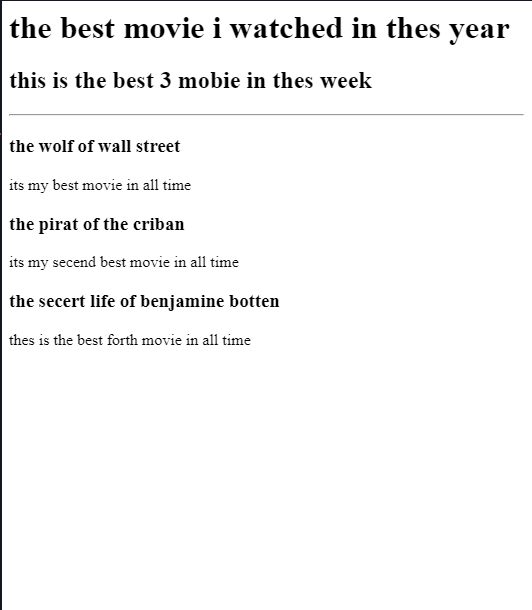 the best movie i watched in thes year
this is the best 3 mobie in thes week
the wolf of wall street
its my best movie in all time
the pirat of the criban
its my secend best movie in all time
the secert life of benjamine botten
thes is the best forth movie in all time